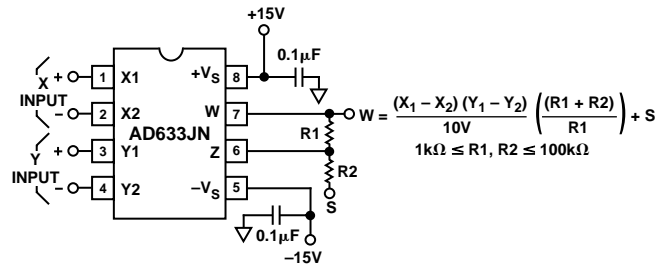 +15V
0.1μF
X INPUT
+
−
1 X1
2 X2
Y INPUT
+
−
3 Y1
4 Y2
AD633JN
+VS 8
W 7
Z 6
−VS 5
R1
R2
S
0.1μF
−15V
W = (X1 − X2) (Y1 − Y2) / 10V ((R1 + R2) / R1) + S
1kΩ ≤ R1, R2 ≤ 100kΩ